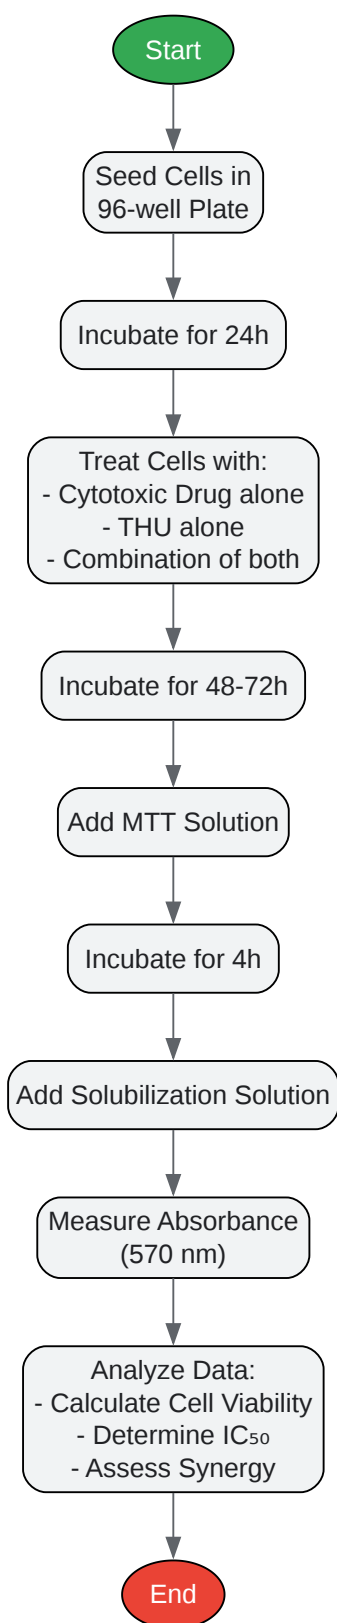 Start
Seed Cells in
96-well Plate
Incubate for 24h
Treat Cells with:
- Cytotoxic Drug alone
- THU alone
- Combination of both
Incubate for 48-72h
Add MTT Solution
Incubate for 4h
Add Solubilization Solution
Measure Absorbance
(570 nm)
Analyze Data:
- Calculate Cell Viability
- Determine IC₅₀
- Assess Synergy
End